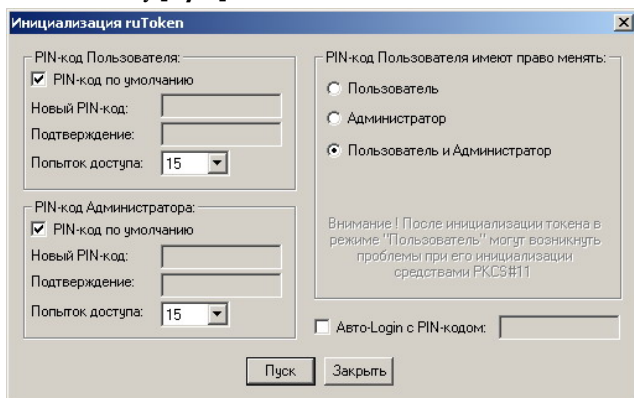 Инициализация ruToken
PIN-код Пользователя:
PIN-код по умолчанию
Новый PIN-код:
Подтверждение:
Попыток доступа: 15
PIN-код Администратора:
PIN-код по умолчанию
Новый PIN-код:
Подтверждение:
Попыток доступа: 15
PIN-код Пользователя имеют право менять:
Пользователь
Администратор
Пользователь и Администратор
Внимание ! После инициализации токена в
режиме "Пользователь" могут возникнуть
проблемы при его инициализации
средствами PKCS#11
Авто-Login с PIN-кодом:
Пуск Закрыть